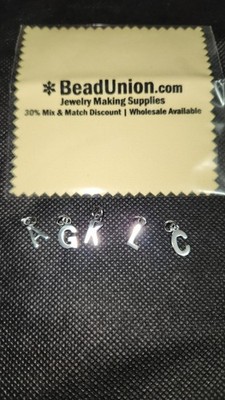 * BeadUnion.com
Jewelry Making Supplies
30% Mix & Match Discount | Wholesale Available
A G K L C